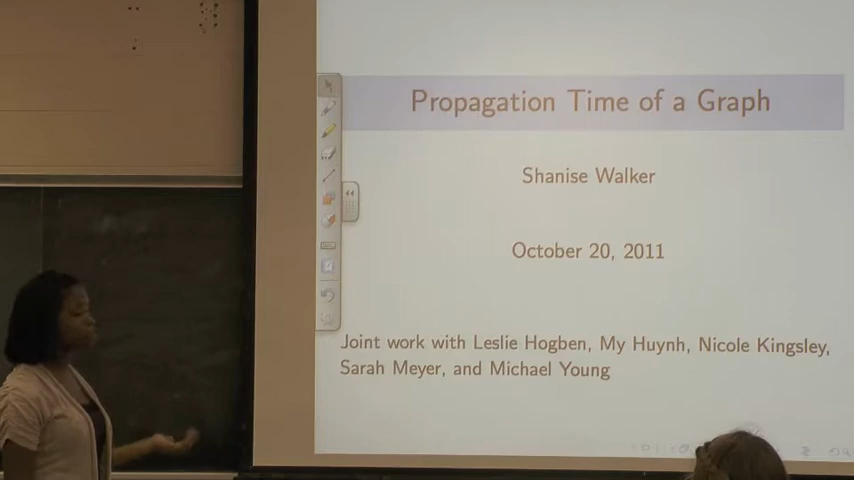 Propagation Time of a Graph
Shanise Walker
October 20, 2011
Joint work with Leslie Hogben, My Huynh, Nicole Kingsley,
Sarah Meyer, and Michael Young